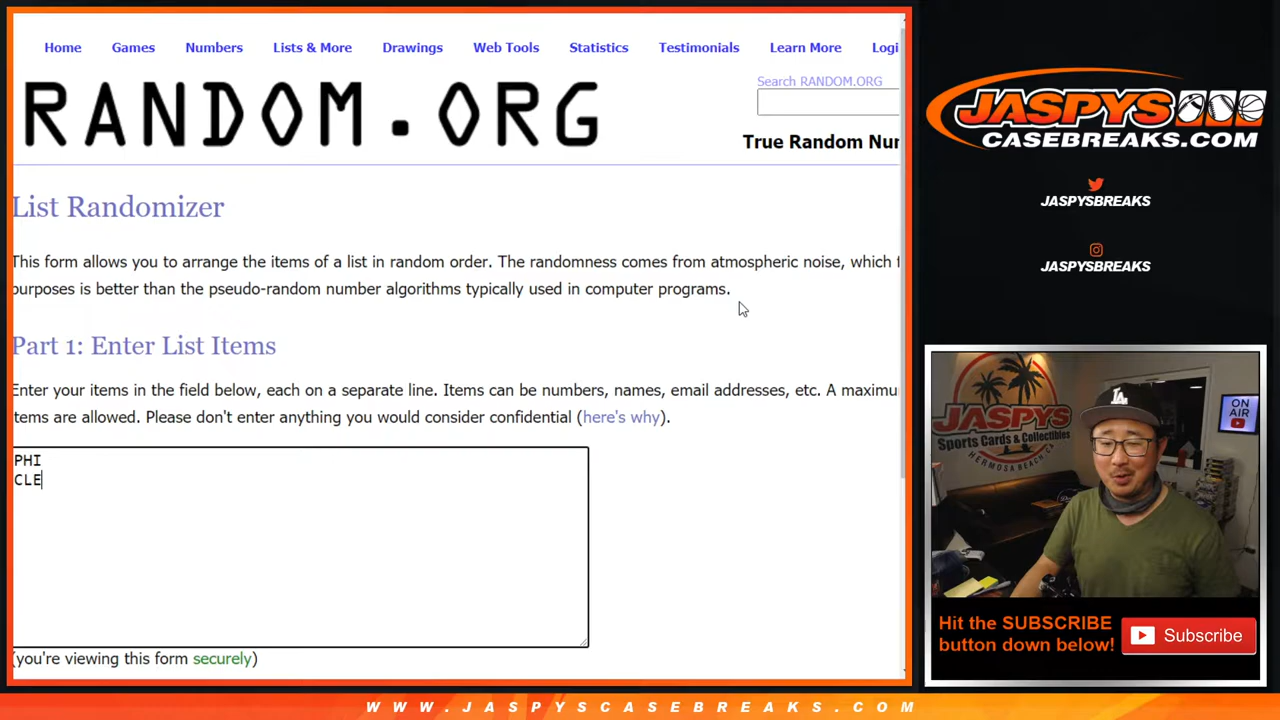 Home Games Numbers Lists & More Drawings Web Tools Statistics Testimonials Learn More Logi
Search RANDOM.ORG
RANDOM.ORG
True Random Nur
List Randomizer
This form allows you to arrange the items of a list in random order. The randomness comes from atmospheric noise, which f
purposes is better than the pseudo-random number algorithms typically used in computer programs.
Part 1: Enter List Items
Enter your items in the field below, each on a separate line. Items can be numbers, names, email addresses, etc. A maximu
items are allowed. Please don't enter anything you would consider confidential (here's why).
PHI
CLE
(you're viewing this form securely)
JASPYS
CASEBREAKS.COM
JASPYSBREAKS
JASPYSBREAKS
JASPYS
Sports Cards & Collectibles
HERMOSA BEACH CA
ON
AIR
LA
Hit the SUBSCRIBE
button down below!
Subscribe
WWW.JASPYSCASEBREAKS.COM